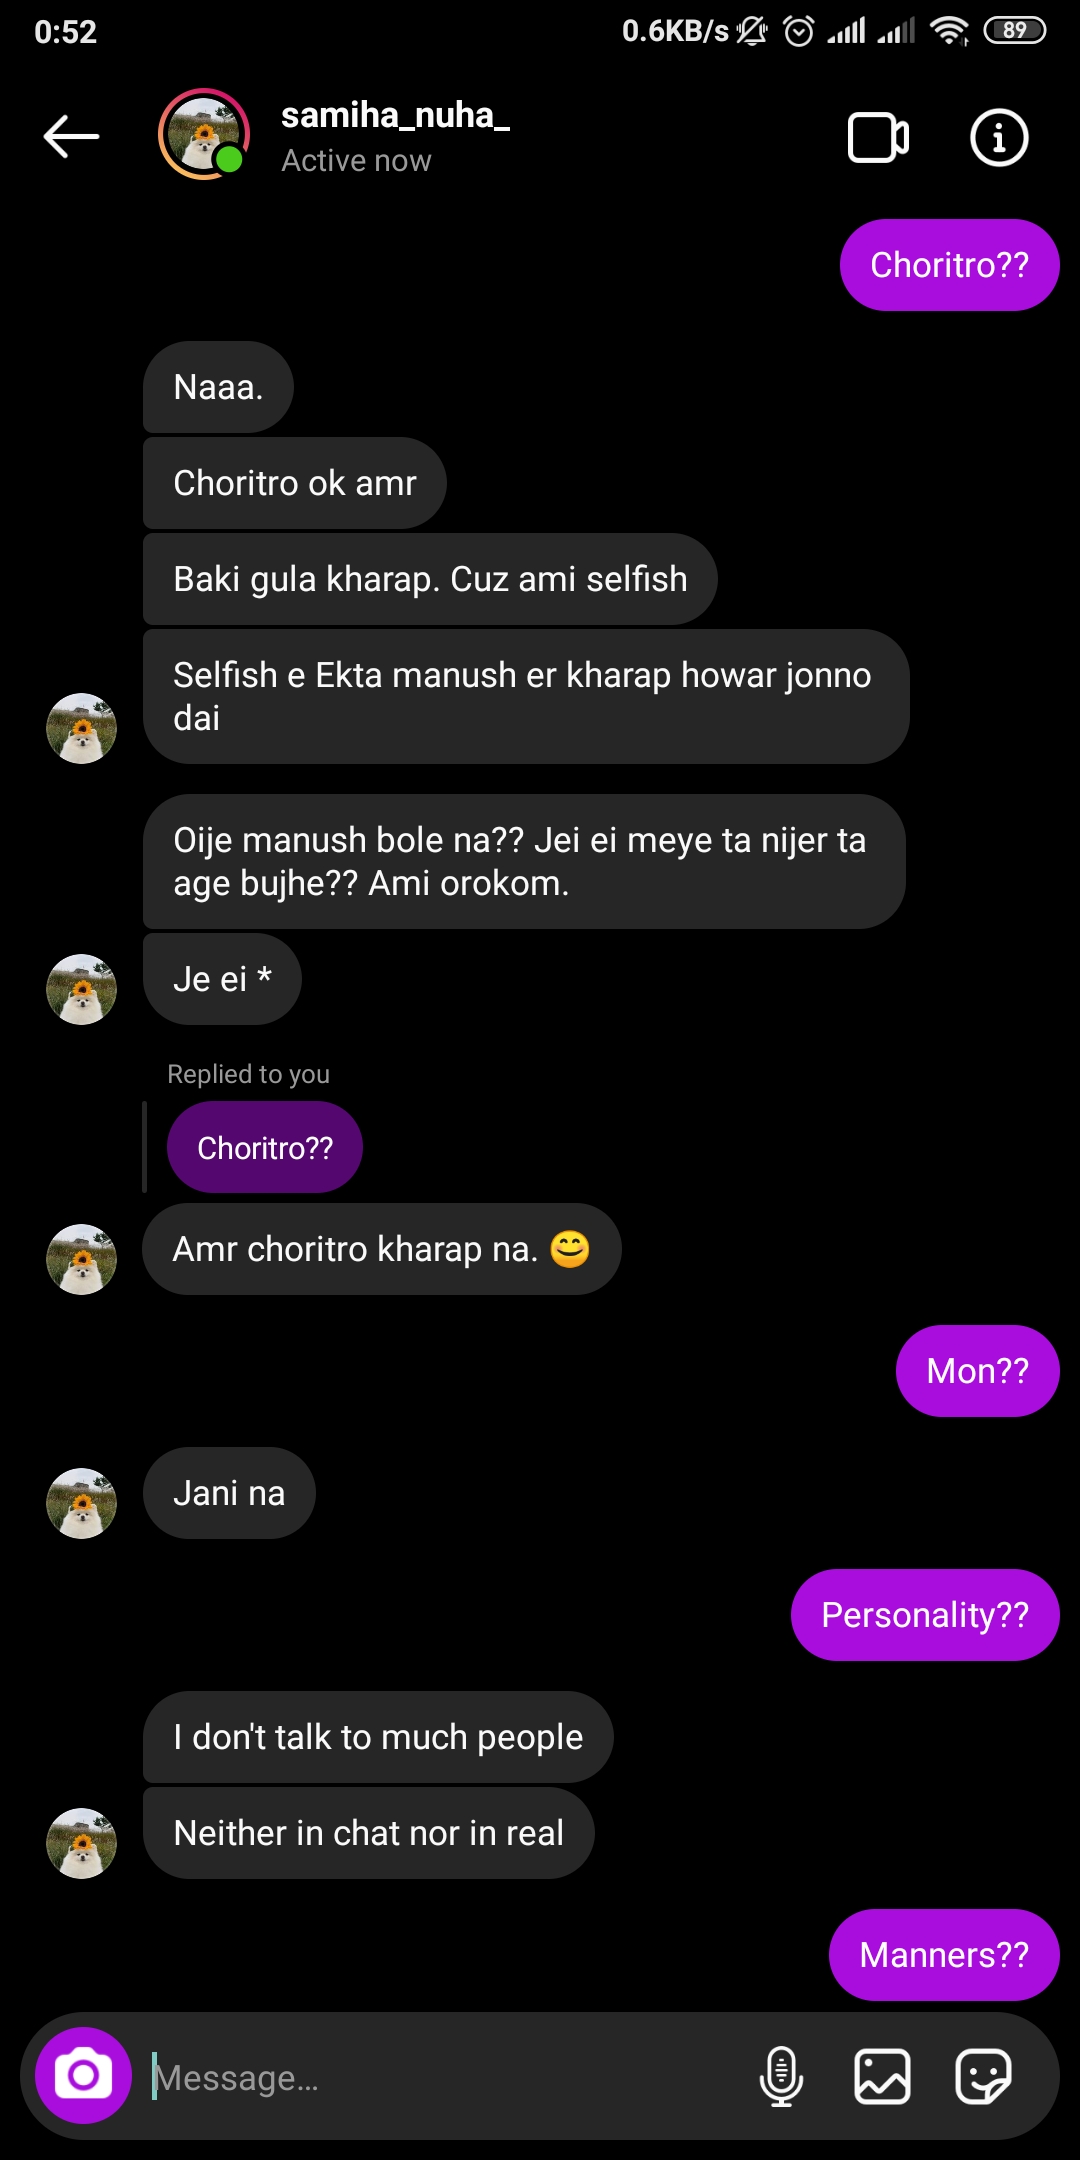 0:52
0.6KB/s
89
samiha_nuha_
Active now
Choritro??
Naaa.
Choritro ok amr
Baki gula kharap. Cuz ami selfish
Selfish e Ekta manush er kharap howar jonno
dai
Oije manush bole na?? Jei ei meye ta nijer ta
age bujhe?? Ami orokom.
Je ei *
Replied to you
Choritro??
Amr choritro kharap na. 😊
Mon??
Jani na
Personality??
I don't talk to much people
Neither in chat nor in real
Manners??
Message...